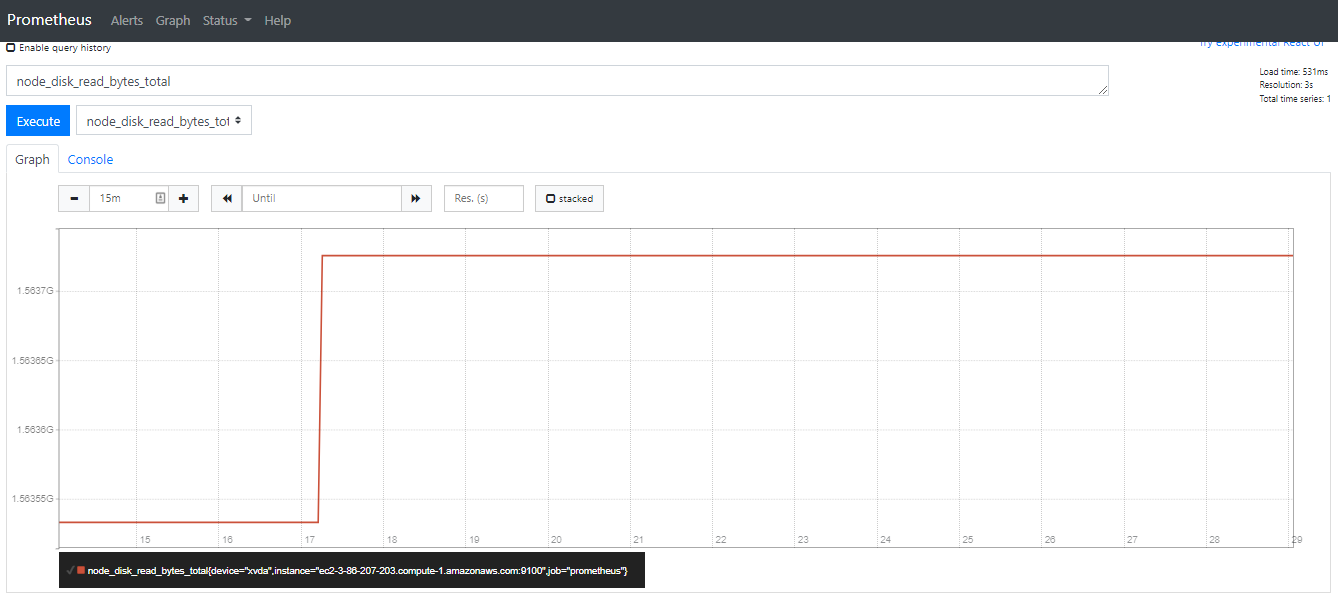 Prometheus Alerts Graph Status Help
Enable query history
Try experimental React UI
node_disk_read_bytes_total
Load time: 531ms
Resolution: 3s
Total time series: 1
Execute node_disk_read_bytes_tot
Graph Console
15m Until Res. (s) stacked
1.5637G
1.56365G
1.5636G
1.56355G
15 16 17 18 19 20 21 22 23 24 25 26 27 28 29
node_disk_read_bytes_total{device="xvda",instance="ec2-3-86-207-203.compute-1.amazonaws.com:9100",job="prometheus"}